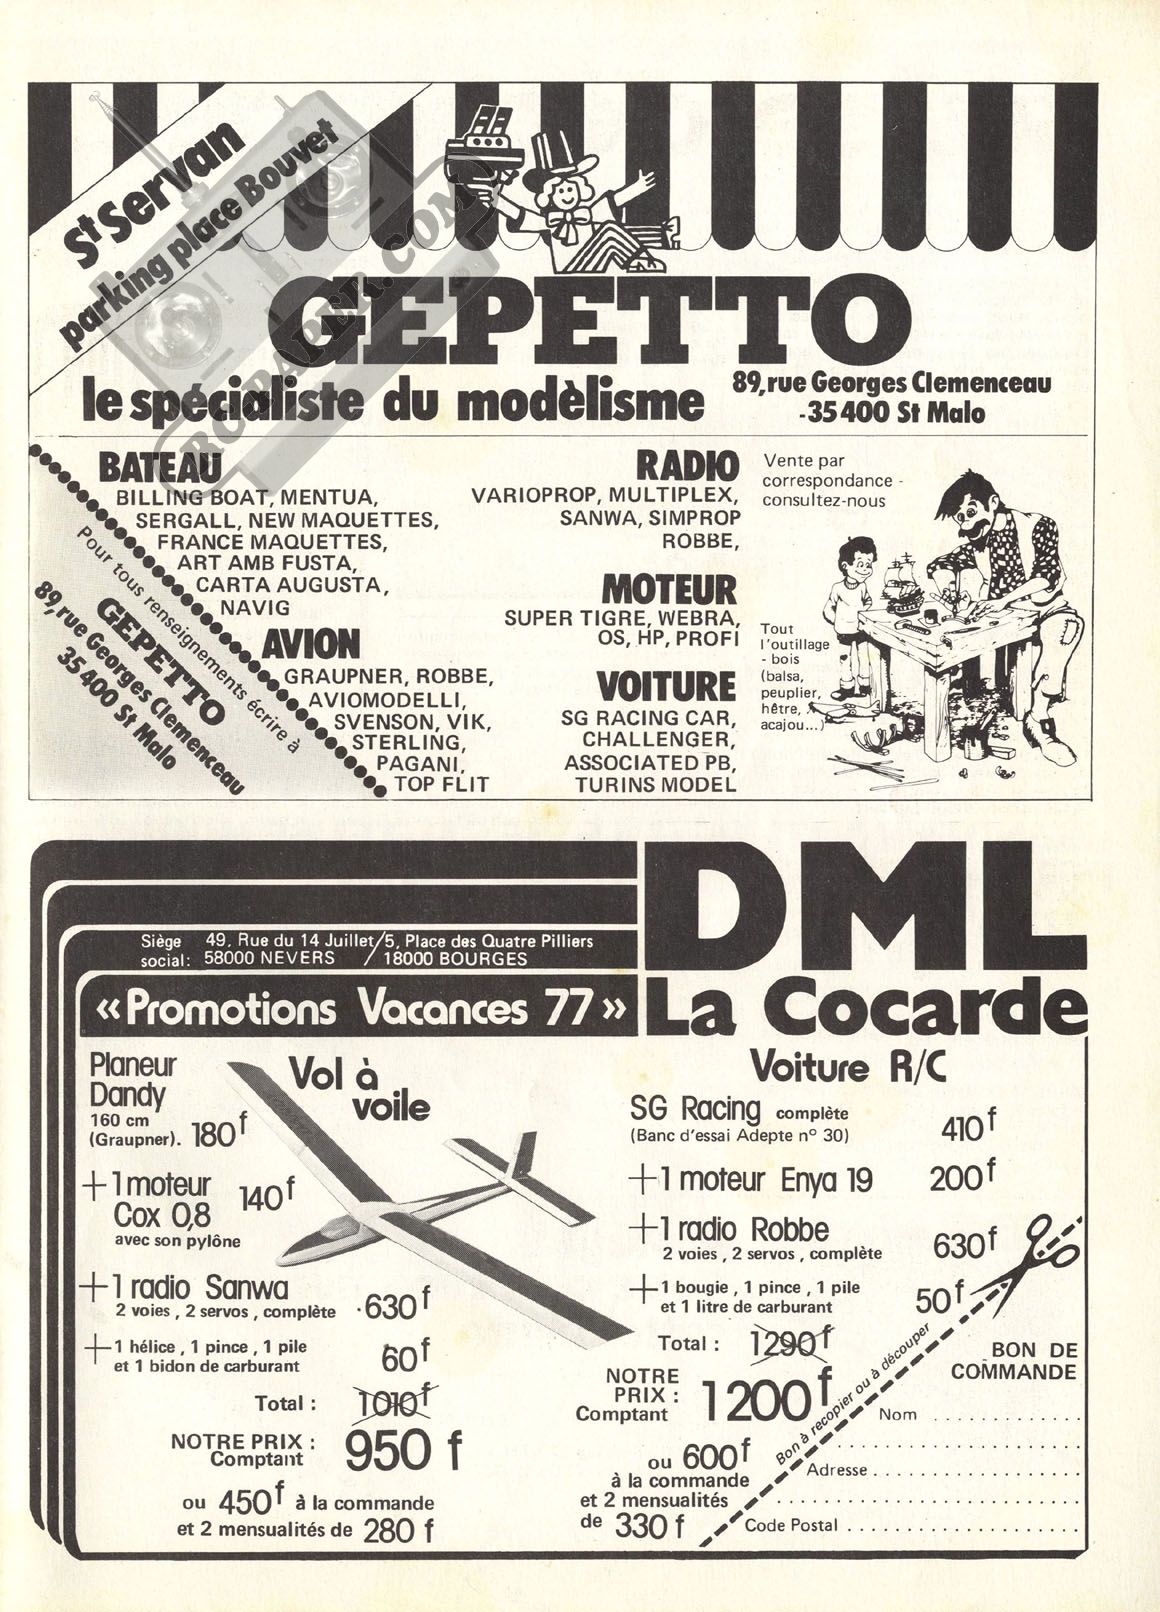 St Servan
parking place Bouvet
RCPAPER.COM
GEPETTO
le spécialiste du modèlisme
89, rue Georges Clemenceau
-35400 St Malo
BATEAU
BILLING BOAT, MENTUA,
SERGALL, NEW MAQUETTES,
FRANCE MAQUETTES,
ART AMB FUSTA,
CARTA AUGUSTA,
NAVIG
AVION
GRAUPNER, ROBBE,
AVIOMODELLI,
SVENSON, VIK,
STERLING,
PAGANI,
TOP FLIT
Pour tous renseignements écrire à
GEPETTO
89, rue Georges Clemenceau
35400 St Malo
RADIO
VARIOPROP, MULTIPLEX,
SANWA, SIMPROP
ROBBE,
MOTEUR
SUPER TIGRE, WEBRA,
OS, HP, PROFI
VOITURE
SG RACING CAR,
CHALLENGER,
ASSOCIATED PB,
TURINS MODEL
Vente par
correspondance -
consultez-nous
Tout
l'outillage
- bois
(balsa,
peuplier,
hêtre,
acajou...)
DML
La Cocarde
Siège 49, Rue du 14 Juillet/5, Place des Quatre Piliers
social: 58000 NEVERS / 18000 BOURGES
«Promotions Vacances 77»
Vol à
voile
Planeur
Dandy
160 cm
(Graupner). 180f
+1 moteur 140f
Cox 0,8
avec son pylône
+1 radio Sanwa
2 voies, 2 servos, complète 630f
+1 hélice, 1 pince, 1 pile
et 1 bidon de carburant 60f
Total : 1010f
NOTRE PRIX :
Comptant 950 f
ou 450f à la commande
et 2 mensualités de 280 f
Voiture R/C
SG Racing complète 410f
(Banc d'essai Adepte n° 30)
+1 moteur Enya 19 200f
+1 radio Robbe
2 voies, 2 servos, complète 630f
+1 bougie, 1 pince, 1 pile
et 1 litre de carburant 50f
Total : 1290f
NOTRE
PRIX :
Comptant 1200f
ou 600f
à la commande
et 2 mensualités
de 330 f
Bon à recopier ou à découper
BON DE
COMMANDE
Nom ................
Adresse ................
Code Postal ................